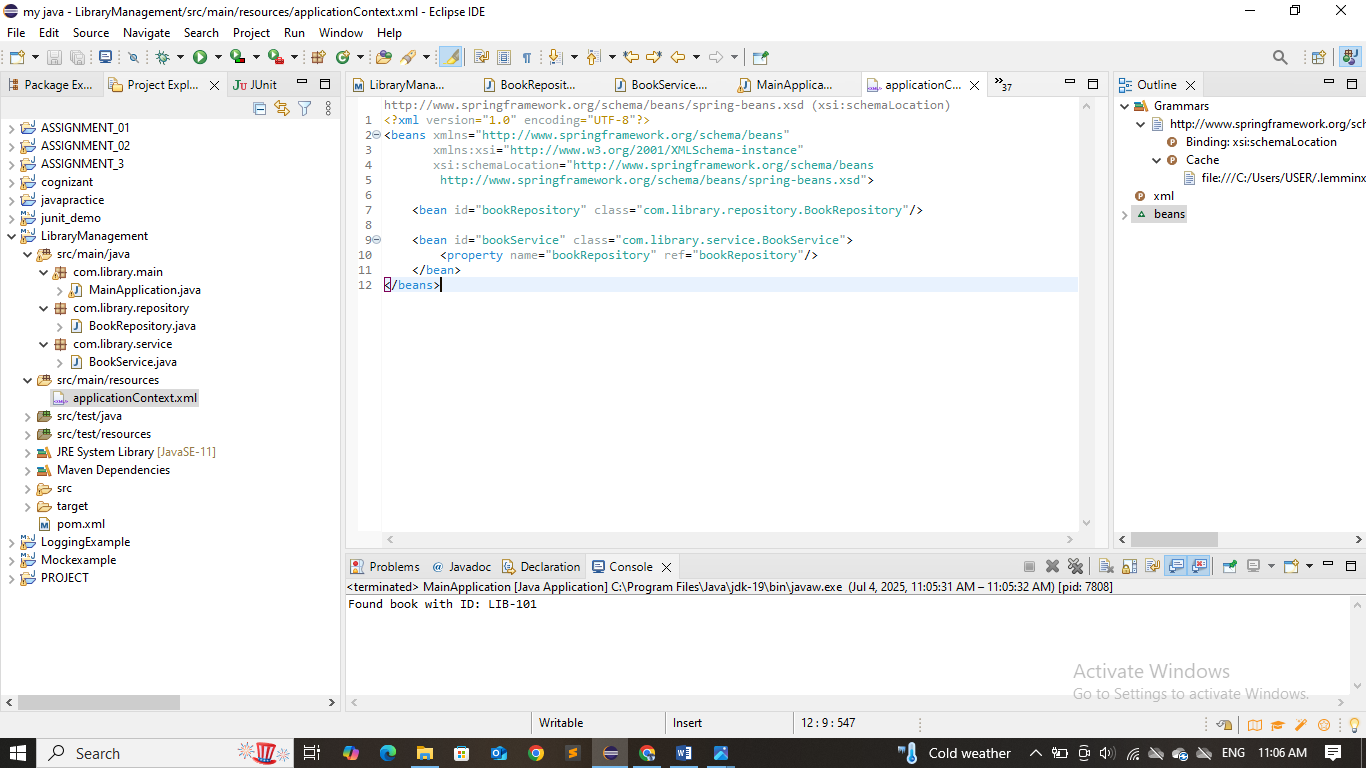 my java - LibraryManagement/src/main/resources/applicationContext.xml - Eclipse IDE
File Edit Source Navigate Search Project Run Window Help
Package Ex... Project Expl... JU JUnit
LibraryMana... BookReposit... BookService.... MainApplica... applicationC... 37
Outline
ASSIGNMENT_01
ASSIGNMENT_02
ASSIGNMENT_3
cognizant
javapractice
junit_demo
LibraryManagement
src/main/java
com.library.main
MainApplication.java
com.library.repository
BookRepository.java
com.library.service
BookService.java
src/main/resources
applicationContext.xml
src/test/java
src/test/resources
JRE System Library [JavaSE-11]
Maven Dependencies
src
target
pom.xml
LoggingExample
Mockexample
PROJECT
http://www.springframework.org/schema/beans/spring-beans.xsd (xsi:schemaLocation)
1 <?xml version="1.0" encoding="UTF-8"?>
2 <beans xmlns="http://www.springframework.org/schema/beans"
3 xmlns:xsi="http://www.w3.org/2001/XMLSchema-instance"
4 xsi:schemaLocation="http://www.springframework.org/schema/beans
5 http://www.springframework.org/schema/beans/spring-beans.xsd">
6
7 <bean id="bookRepository" class="com.library.repository.BookRepository"/>
8
9 <bean id="bookService" class="com.library.service.BookService">
10 <property name="bookRepository" ref="bookRepository"/>
11 </bean>
12 </beans>
Grammars
http://www.springframework.org/sch
Binding: xsi:schemaLocation
Cache
file:///C:/Users/USER/.lemminx
xml
beans
Problems @ Javadoc Declaration Console
<terminated> MainApplication [Java Application] C:\Program Files\Java\jdk-19\bin\javaw.exe (Jul 4, 2025, 11:05:31 AM – 11:05:32 AM) [pid: 7808]
Found book with ID: LIB-101
Activate Windows
Go to Settings to activate Windows.
Writable Insert 12 : 9 : 547
Search
Cold weather ENG 11:06 AM